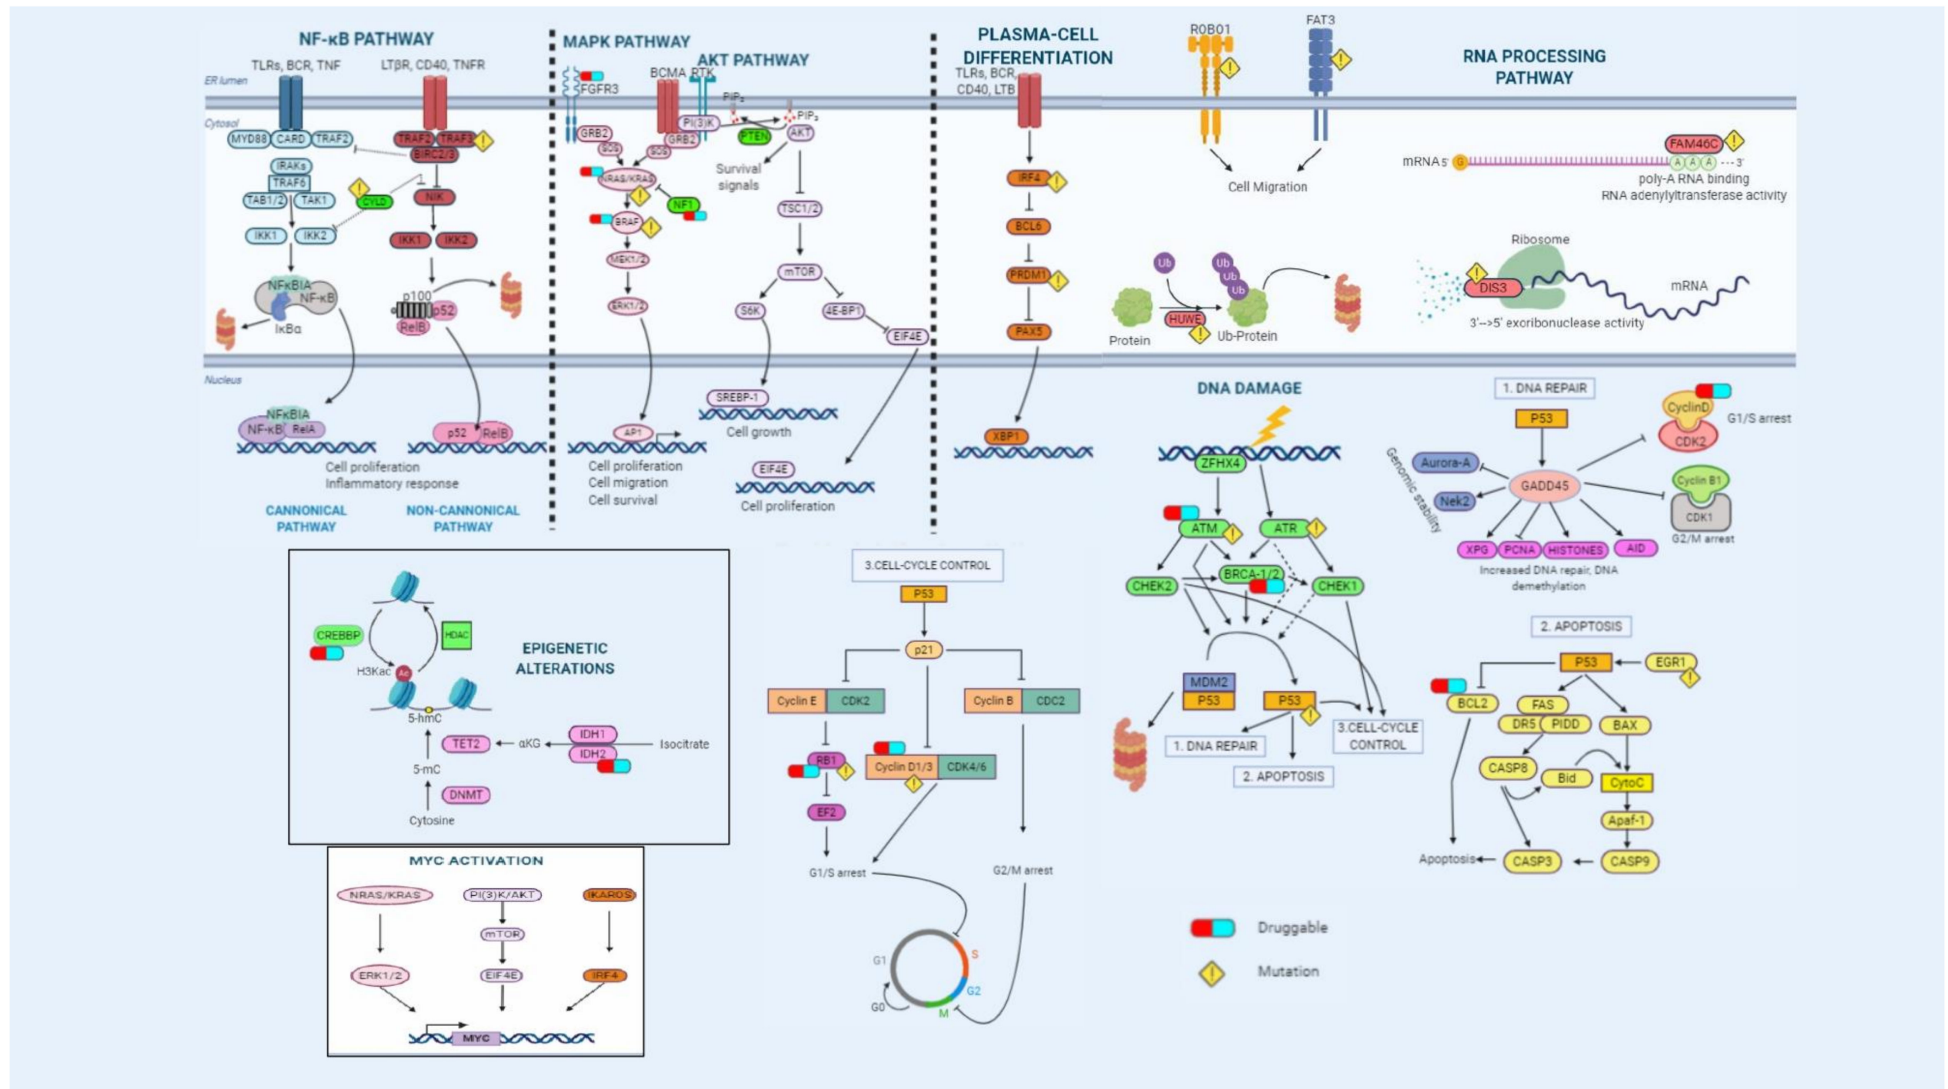 NF-κB PATHWAY
TLRs, BCR, TNF
LTβR, CD40, TNFR
ER lumen
Cytosol
MYD88
CARD
TRAF2
TRAF2
TRAF3
BIRC2/3
IRAKs
TRAF6
TAB1/2
TAK1
CYLD
NIK
IKK1
IKK2
IKK1
IKK2
NFκBIA
NF-κB
IκBα
p100
p52
RelB
Nucleus
NFκBIA
NF-κB
RelA
p52
RelB
Cell proliferation
Inflammatory response
CANNONICAL
PATHWAY
NON-CANNONICAL
PATHWAY
MAPK PATHWAY
AKT PATHWAY
FGFR3
BCMA
RTK
PIP₂
PIP₃
GRB2
SOS
PI(3)K
GRB2
SOS
PTEN
AKT
NRAS/KRAS
NF1
BRAF
MEK1/2
ERK1/2
Survival
signals
TSC1/2
mTOR
S6K
4E-BP1
EIF4E
SREBP-1
Cell growth
AP1
Cell proliferation
Cell migration
Cell survival
EIF4E
Cell proliferation
PLASMA-CELL
DIFFERENTIATION
TLRs, BCR,
CD40, LTB
IRF4
BCL6
PRDM1
PAX5
XBP1
ROBO1
FAT3
Cell Migration
Ub
Ub
Ub
Ub
Protein
HUWE
Ub-Protein
RNA PROCESSING
PATHWAY
FAM46C
mRNA 5'
G
A
A
A
---3'
poly-A RNA binding
RNA adenylyltransferase activity
Ribosome
DIS3
mRNA
3'-->5' exoribonuclease activity
DNA DAMAGE
ZFHX4
ATM
ATR
CHEK2
BRCA-1/2
CHEK1
MDM2
P53
P53
1. DNA REPAIR
2. APOPTOSIS
3.CELL-CYCLE
CONTROL
1. DNA REPAIR
P53
CyclinD
CDK2
G1/S arrest
Aurora-A
Nek2
Genomic stability
GADD45
Cyclin B1
CDK1
G2/M arrest
XPG
PCNA
HISTONES
AID
Increased DNA repair, DNA
demethylation
2. APOPTOSIS
P53
EGR1
BCL2
FAS
DR5
PIDD
BAX
CASP8
Bid
CytoC
Apaf-1
Apoptosis
CASP3
CASP9
3.CELL-CYCLE CONTROL
P53
p21
Cyclin E
CDK2
Cyclin B
CDC2
RB1
Cyclin D1/3
CDK4/6
EF2
G1/S arrest
G2/M arrest
G1
S
G2
M
G0
Druggable
Mutation
EPIGENETIC
ALTERATIONS
CREBBP
HDAC
H3Kac
Ac
5-hmC
TET2
αKG
IDH1
IDH2
Isocitrate
5-mC
DNMT
Cytosine
MYC ACTIVATION
NRAS/KRAS
PI(3)K/AKT
IKAROS
mTOR
ERK1/2
EIF4E
IRF4
MYC